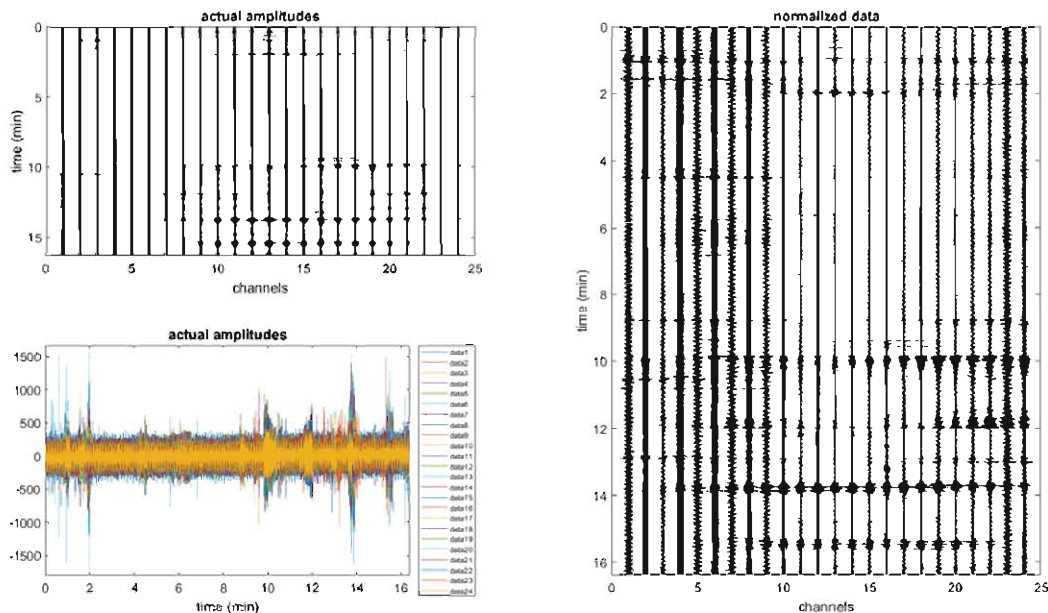 actual amplitudes
0
5
10
15
time (min)
0 5 10 15 20 25
channels
actual amplitudes
1500
1000
500
0
-500
-1000
-1500
0 2 4 6 8 10 12 14 16
time (min)
data1
data2
data3
data4
data5
data6
data7
data8
data9
data10
data11
data12
data13
data14
data15
data16
data17
data18
data19
data20
data21
data22
data23
data24
normalized data
0
2
4
6
8
10
12
14
16
time (min)
0 5 10 15 20 25
channels